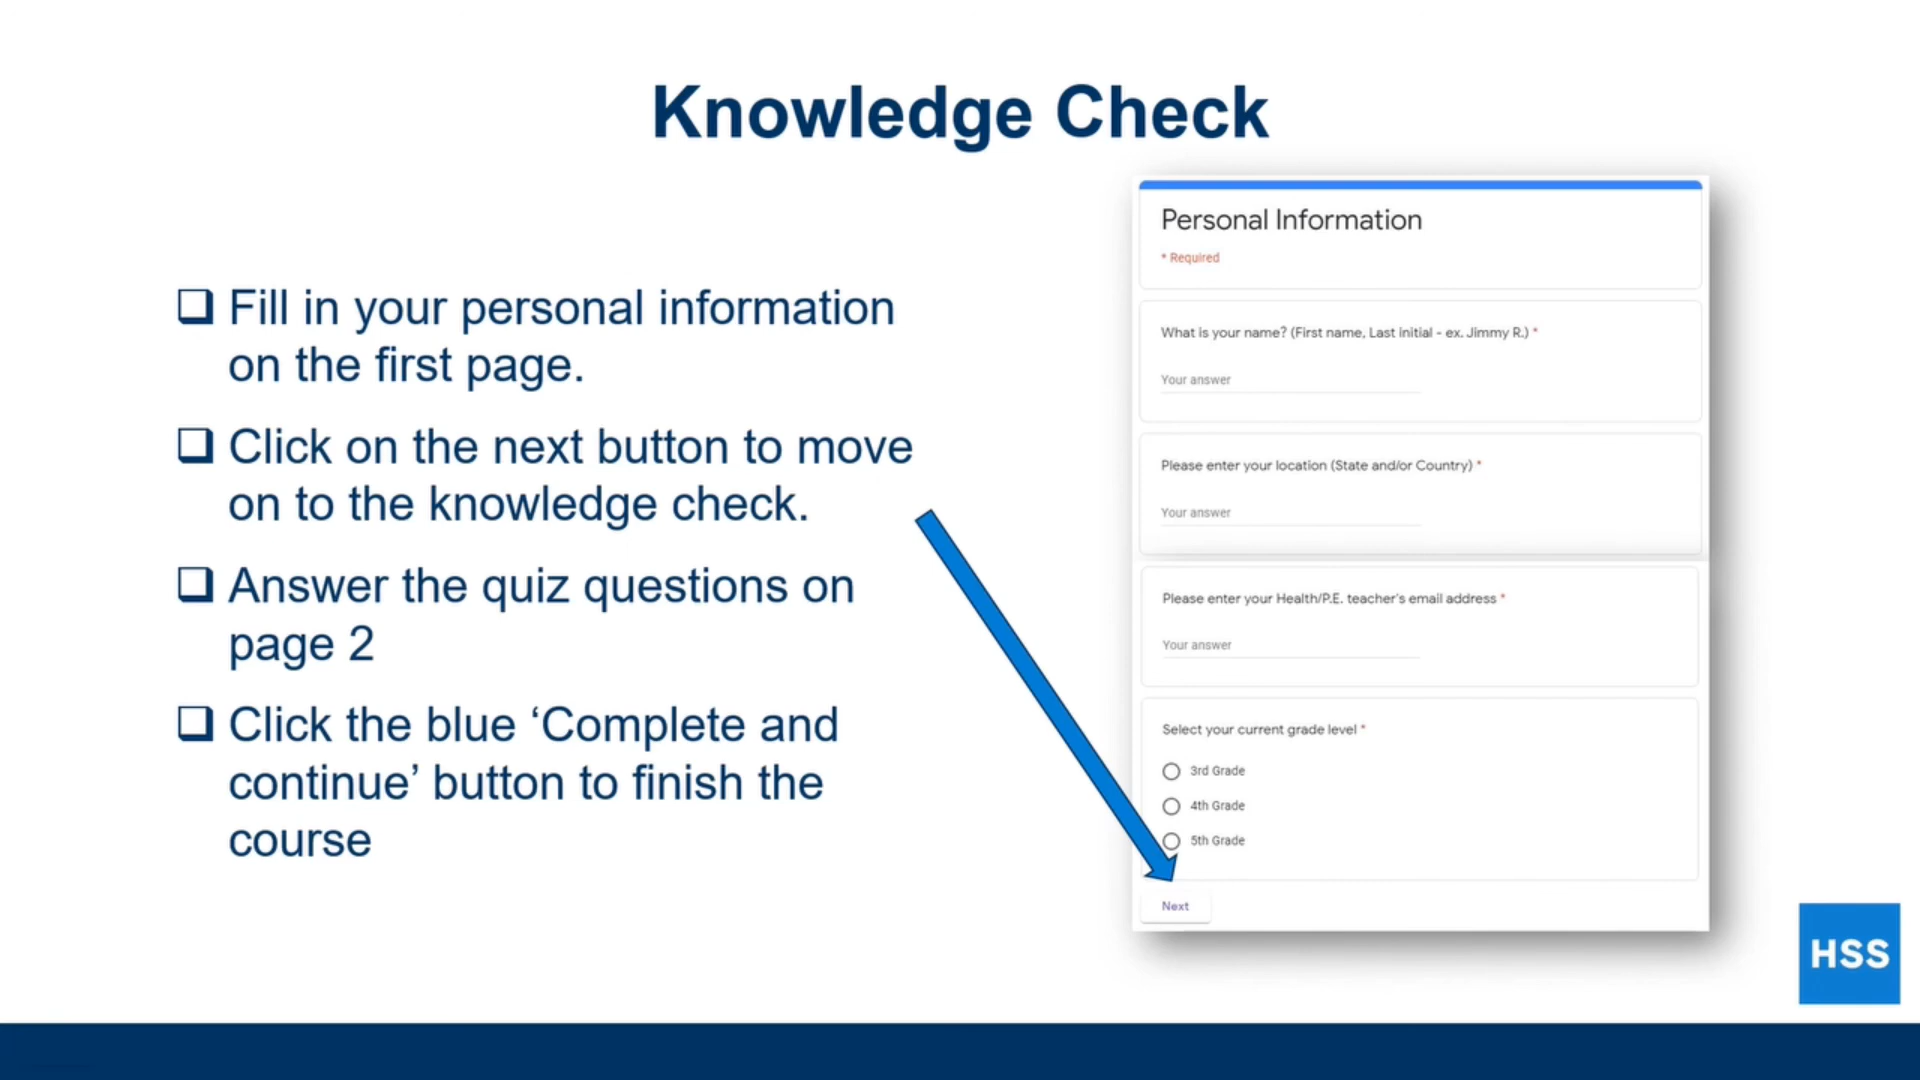 Knowledge Check
Fill in your personal information
on the first page.
Click on the next button to move
on to the knowledge check.
Answer the quiz questions on
page 2
Click the blue ‘Complete and
continue’ button to finish the
course
Personal Information
* Required
What is your name? (First name, Last initial - ex. Jimmy R.) *
Your answer
Please enter your location (State and/or Country) *
Your answer
Please enter your Health/P.E. teacher's email address *
Your answer
Select your current grade level *
3rd Grade
4th Grade
5th Grade
Next
HSS